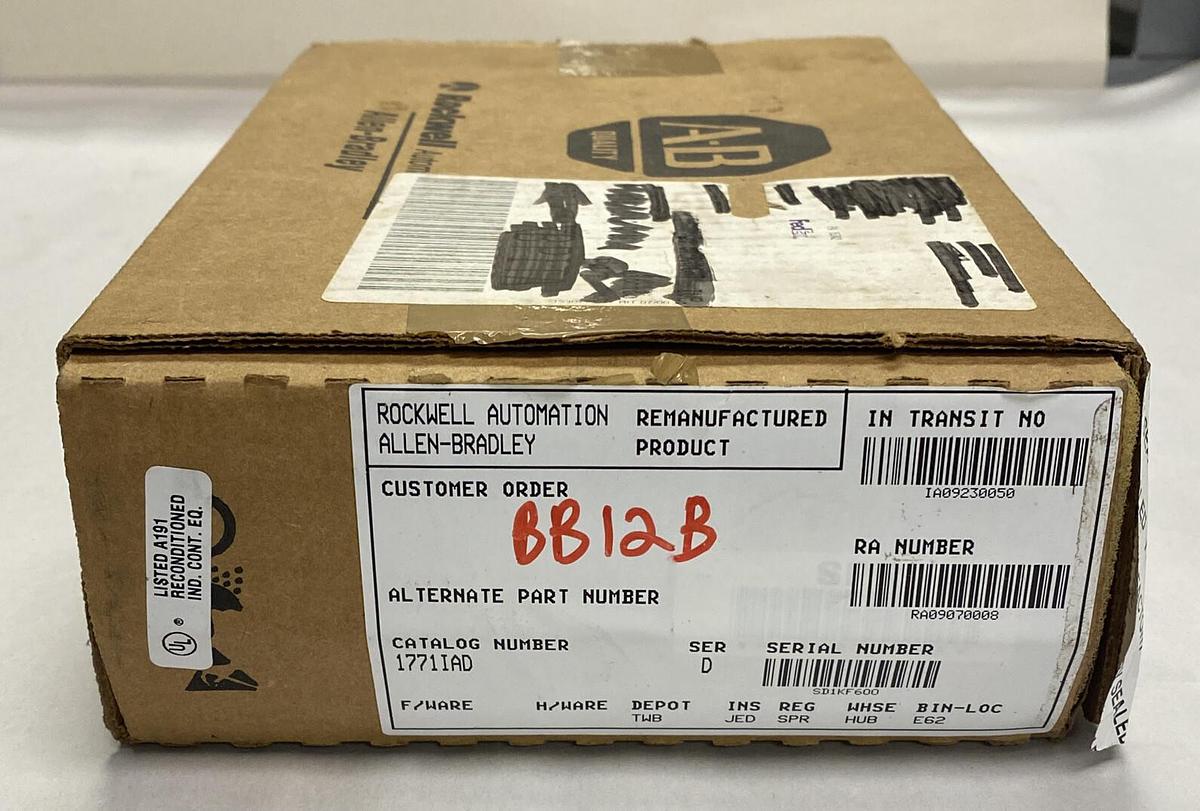 Rockwell Autom
Allen-Bradley
A-B
QUALITY
FedEx
ROCKWELL AUTOMATION
ALLEN-BRADLEY
REMANUFACTURED
PRODUCT
IN TRANSIT NO
IA09230050
CUSTOMER ORDER
BB12B
RA NUMBER
RA09070008
ALTERNATE PART NUMBER
CATALOG NUMBER
1771IAD
SER
D
SERIAL NUMBER
SD1KF600
F/WARE
H/WARE
DEPOT
TWB
INS
JED
REG
SPR
WHSE
HUB
BIN-LOC
E62
LISTED A191
RECONDITIONED
IND. CONT. EQ.
UL ®